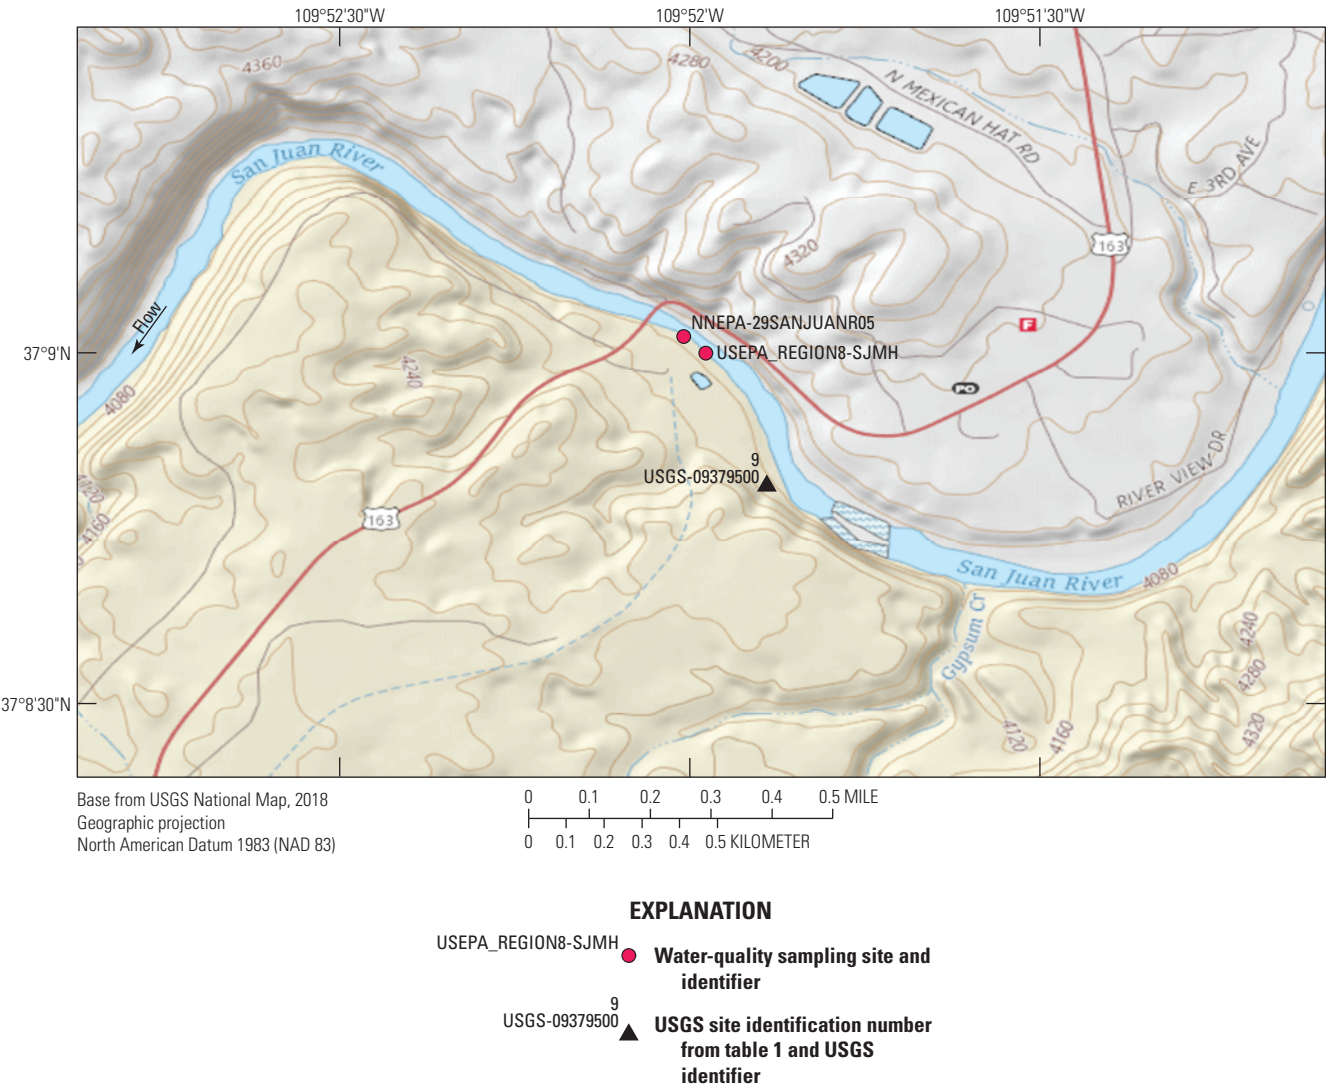 109°52'30"W
109°52'W
109°51'30"W
4360
4280
4200
N MEXICAN HAT RD
E 3RD AVE
San Juan River
4320
163
Flow
NNEPA-29SANJUANR05
F
37°9'N
USEPA_REGION8-SJMH
4240
PO
4080
9
USGS-09379500
RIVER VIEW DR
4120
163
4160
San Juan River
4080
Gypsum Cr
4240
4280
37°8'30"N
4120
4160
4320
Base from USGS National Map, 2018
Geographic projection
North American Datum 1983 (NAD 83)
0 0.1 0.2 0.3 0.4 0.5 MILE
0 0.1 0.2 0.3 0.4 0.5 KILOMETER
EXPLANATION
USEPA_REGION8-SJMH
Water-quality sampling site and
identifier
9
USGS-09379500
USGS site identification number
from table 1 and USGS
identifier